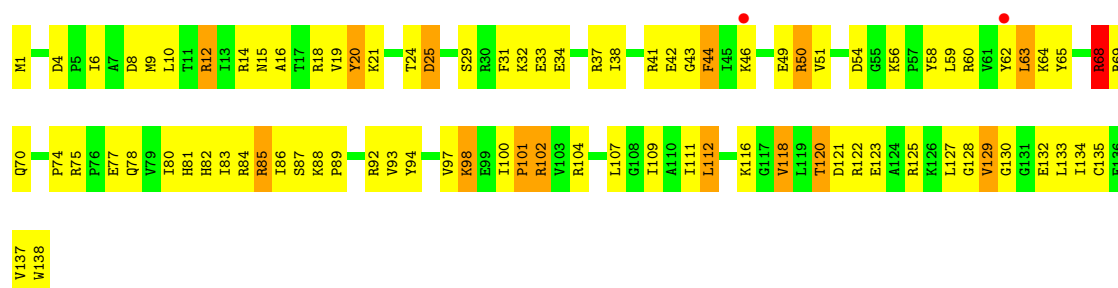 M1 D4 P5 I6 A7 D8 M9 L10 T11 R12 I13 R14 N15 A16 T17 R18 V19 Y20 K21 T24 D25 S29 R30 F31 K32 E33 E34 R37 I38 R41 E42 G43 F44 I45 K46 E49 R50 V51 D54 G55 K56 P57 Y58 L59 R60 V61 Y62 L63 K64 Y65 R68 R69
Q70 P74 R75 P76 E77 Q78 V79 I80 H81 H82 I83 R84 R85 I86 S87 K88 P89 R92 V93 Y94 V97 K98 E99 I100 P101 R102 V103 R104 L107 G108 I109 A110 I111 L112 K116 G117 V118 L119 T120 D121 R122 E123 A124 R125 K126 L127 G128 V129 G130 G131 E132 L133 I134 C135 E136
V137 W138